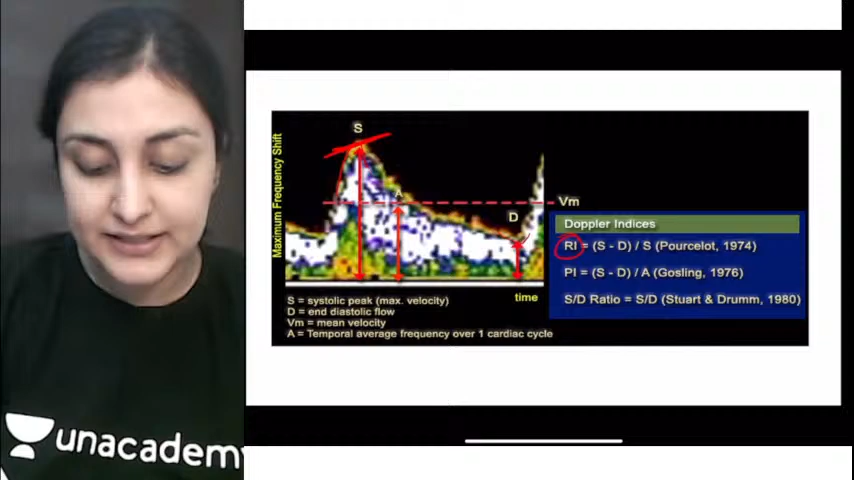 S
Maximum Frequency Shift
A
Vm
D
time
Doppler Indices
RI = (S - D) / S (Pourcelot, 1974)
PI = (S - D) / A (Gosling, 1976)
S/D Ratio = S/D (Stuart & Drumm, 1980)
S = systolic peak (max. velocity)
D = end diastolic flow
Vm = mean velocity
A = Temporal average frequency over 1 cardiac cycle
unacadem